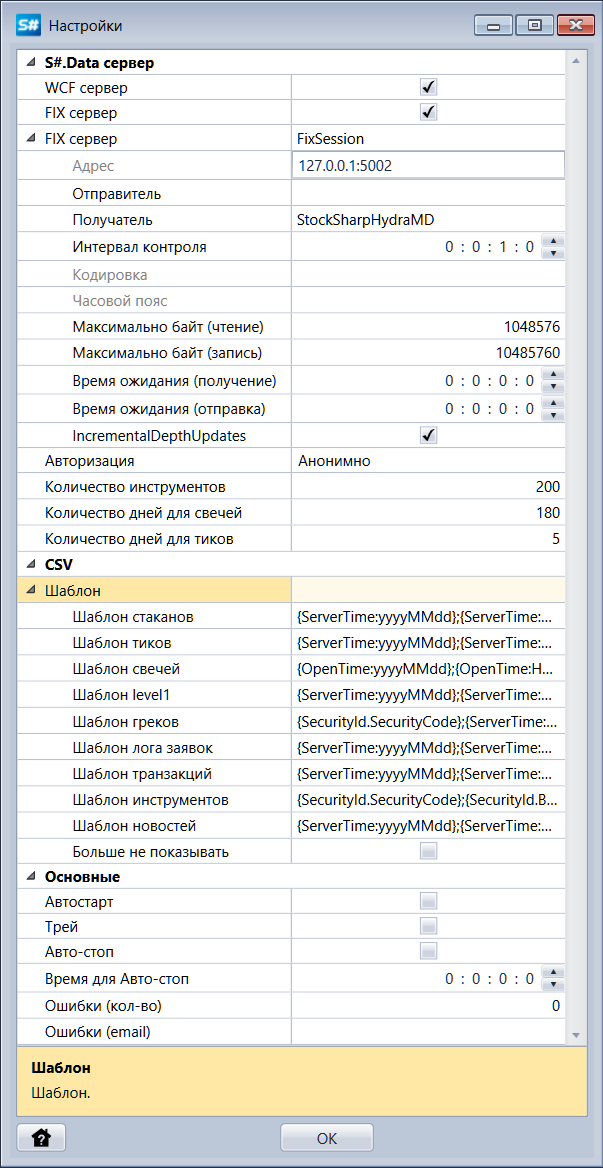 S# Настройки
S#.Data сервер
WCF сервер
FIX сервер
FIX сервер FixSession
Адрес 127.0.0.1:5002
Отправитель
Получатель StockSharpHydraMD
Интервал контроля 0 : 0 : 1 : 0
Кодировка
Часовой пояс
Максимально байт (чтение) 1048576
Максимально байт (запись) 10485760
Время ожидания (получение) 0 : 0 : 0 : 0
Время ожидания (отправка) 0 : 0 : 0 : 0
IncrementalDepthUpdates
Авторизация Анонимно
Количество инструментов 200
Количество дней для свечей 180
Количество дней для тиков 5
CSV
Шаблон
Шаблон стаканов {ServerTime:yyyyMMdd};{ServerTime:...
Шаблон тиков {ServerTime:yyyyMMdd};{ServerTime:...
Шаблон свечей {OpenTime:yyyyMMdd};{OpenTime:H...
Шаблон level1 {ServerTime:yyyyMMdd};{ServerTime:...
Шаблон греков {SecurityId.SecurityCode};{ServerTime:...
Шаблон лога заявок {ServerTime:yyyyMMdd};{ServerTime:...
Шаблон транзакций {ServerTime:yyyyMMdd};{ServerTime:...
Шаблон инструментов {SecurityId.SecurityCode};{SecurityId.B...
Шаблон новостей {ServerTime:yyyyMMdd};{ServerTime:...
Больше не показывать
Основные
Автостарт
Трей
Авто-стоп
Время для Авто-стоп 0 : 0 : 0 : 0
Ошибки (кол-во) 0
Ошибки (email)
Шаблон
Шаблон.
? OK